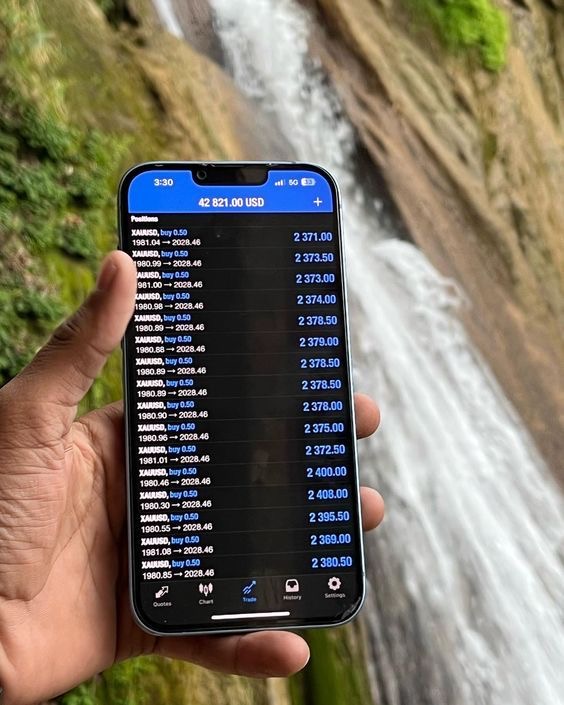 3:30
5G
42 821.00 USD
+
Positions
XAUUSD, buy 0.50
1981.04 → 2028.46
2 371.00
XAUUSD, buy 0.50
1980.99 → 2028.46
2 373.50
XAUUSD, buy 0.50
1981.00 → 2028.46
2 373.00
XAUUSD, buy 0.50
1980.98 → 2028.46
2 374.00
XAUUSD, buy 0.50
1980.89 → 2028.46
2 378.50
XAUUSD, buy 0.50
1980.88 → 2028.46
2 379.00
XAUUSD, buy 0.50
1980.89 → 2028.46
2 378.50
XAUUSD, buy 0.50
1980.89 → 2028.46
2 378.50
XAUUSD, buy 0.50
1980.90 → 2028.46
2 378.00
XAUUSD, buy 0.50
1980.96 → 2028.46
2 375.00
XAUUSD, buy 0.50
1981.01 → 2028.46
2 372.50
XAUUSD, buy 0.50
1980.46 → 2028.46
2 400.00
XAUUSD, buy 0.50
1980.30 → 2028.46
2 408.00
XAUUSD, buy 0.50
1980.55 → 2028.46
2 395.50
XAUUSD, buy 0.50
1981.08 → 2028.46
2 369.00
XAUUSD, buy 0.50
1980.85 → 2028.46
2 380.50
Quotes
Chart
Trade
History
Settings